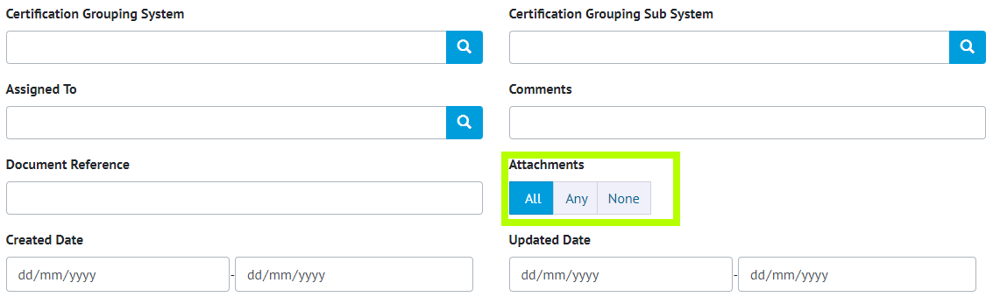 Certification Grouping System
Certification Grouping Sub System
Assigned To
Comments
Document Reference
Attachments
All Any None
Created Date
Updated Date
dd/mm/yyyy - dd/mm/yyyy
dd/mm/yyyy - dd/mm/yyyy